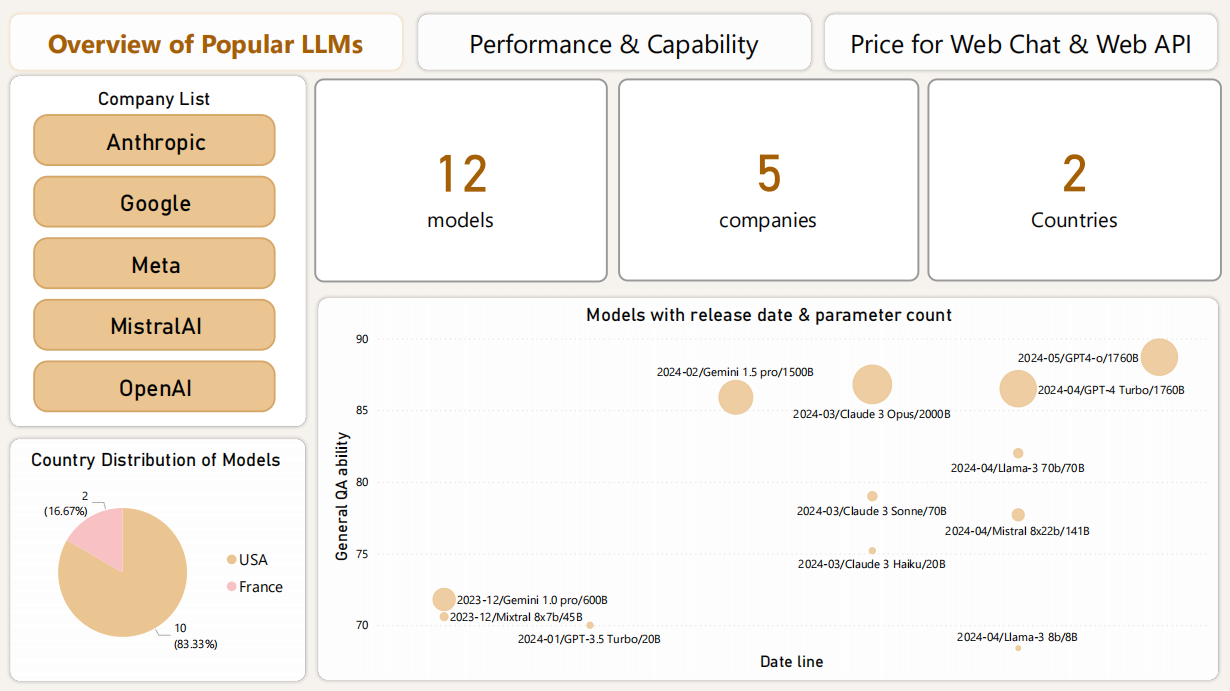 Overview of Popular LLMs
Performance & Capability
Price for Web Chat & Web API
Company List
Anthropic
Google
Meta
MistralAI
OpenAI
12
models
5
companies
2
Countries
Country Distribution of Models
2
(16.67%)
10
(83.33%)
USA
France
Models with release date & parameter count
General QA ability
90
85
80
75
70
2024-05/GPT4-o/1760B
2024-02/Gemini 1.5 pro/1500B
2024-04/GPT-4 Turbo/1760B
2024-03/Claude 3 Opus/2000B
2024-04/Llama-3 70b/70B
2024-03/Claude 3 Sonne/70B
2024-04/Mistral 8x22b/141B
2024-03/Claude 3 Haiku/20B
2023-12/Gemini 1.0 pro/600B
2023-12/Mixtral 8x7b/45B
2024-01/GPT-3.5 Turbo/20B
2024-04/Llama-3 8b/8B
Date line